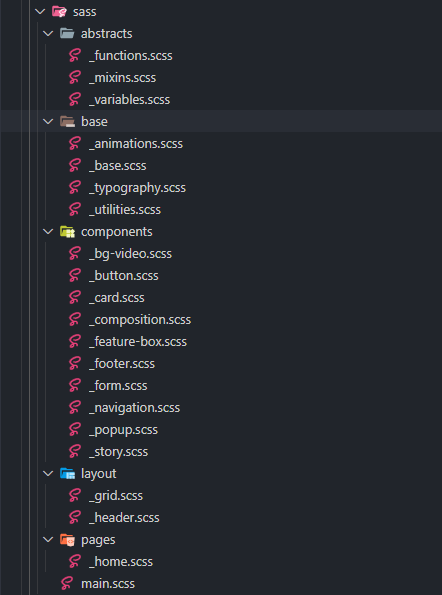 sass
abstracts
_functions.scss
_mixins.scss
_variables.scss
base
_animations.scss
_base.scss
_typography.scss
_utilities.scss
components
_bg-video.scss
_button.scss
_card.scss
_composition.scss
_feature-box.scss
_footer.scss
_form.scss
_navigation.scss
_popup.scss
_story.scss
layout
_grid.scss
_header.scss
pages
_home.scss
main.scss